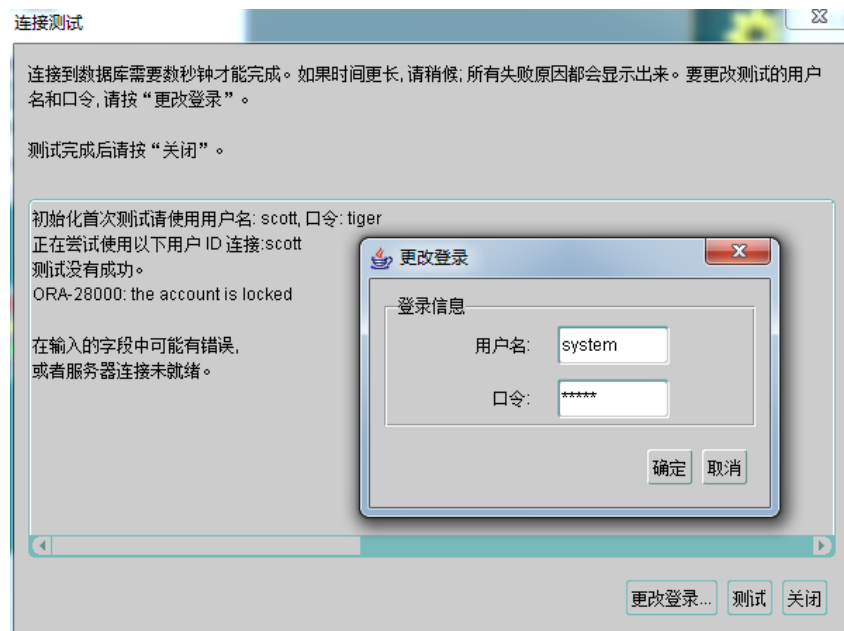 连接测试
连接到数据库需要数秒钟才能完成。如果时间更长,请稍候;所有失败原因都会显示出来。要更改测试的用户
名和口令,请按“更改登录”。
测试完成后请按“关闭”。
初始化首次测试请使用用户名: scott, 口令: tiger
正在尝试使用以下用户 ID 连接:scott
测试没有成功。
ORA-28000: the account is locked
在输入的字段中可能有错误,
或者服务器连接未就绪。
更改登录
登录信息
用户名: system
口令: *****
确定 取消
更改登录... 测试 关闭